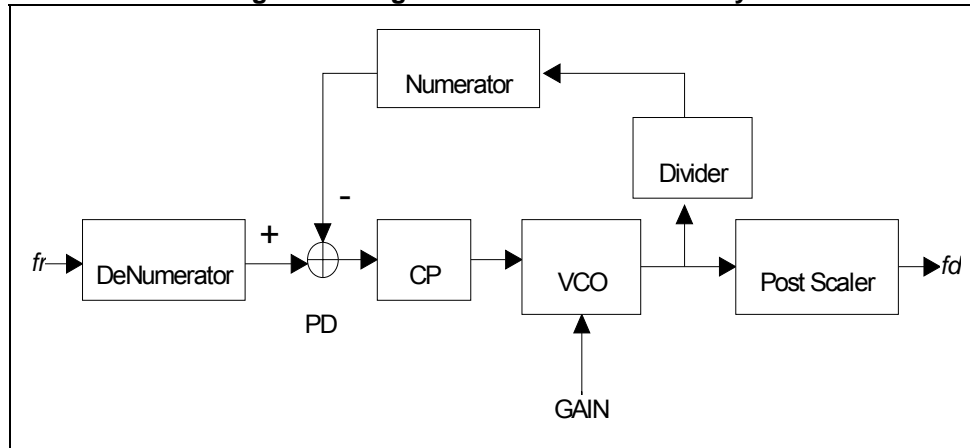 Numerator
Divider
-
+
fr
DeNumerator
CP
VCO
Post Scaler
fd
PD
GAIN